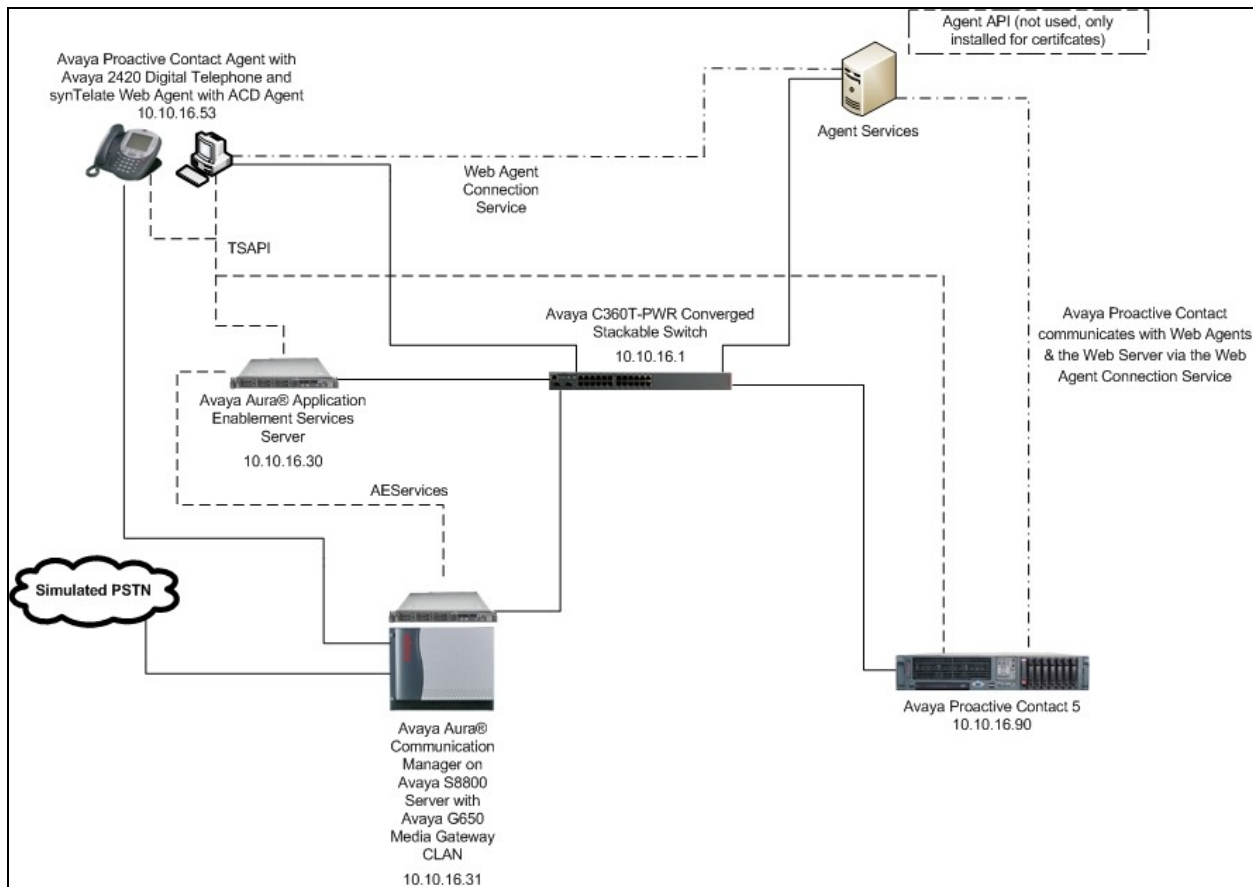 Agent API (not used, only
installed for certifcates)
Avaya Proactive Contact Agent with
Avaya 2420 Digital Telephone and
synTelate Web Agent with ACD Agent
10.10.16.53
Agent Services
Web Agent
Connection
Service
TSAPI
Avaya C360T-PWR Converged
Stackable Switch
10.10.16.1
Avaya Proactive Contact
communicates with Web Agents
& the Web Server via the Web
Agent Connection Service
Avaya Aura® Application
Enablement Services
Server
10.10.16.30
AEServices
Simulated PSTN
Avaya Proactive Contact 5
10.10.16.90
Avaya Aura®
Communication
Manager on
Avaya S8800
Server with
Avaya G650
Media Gateway
CLAN
10.10.16.31